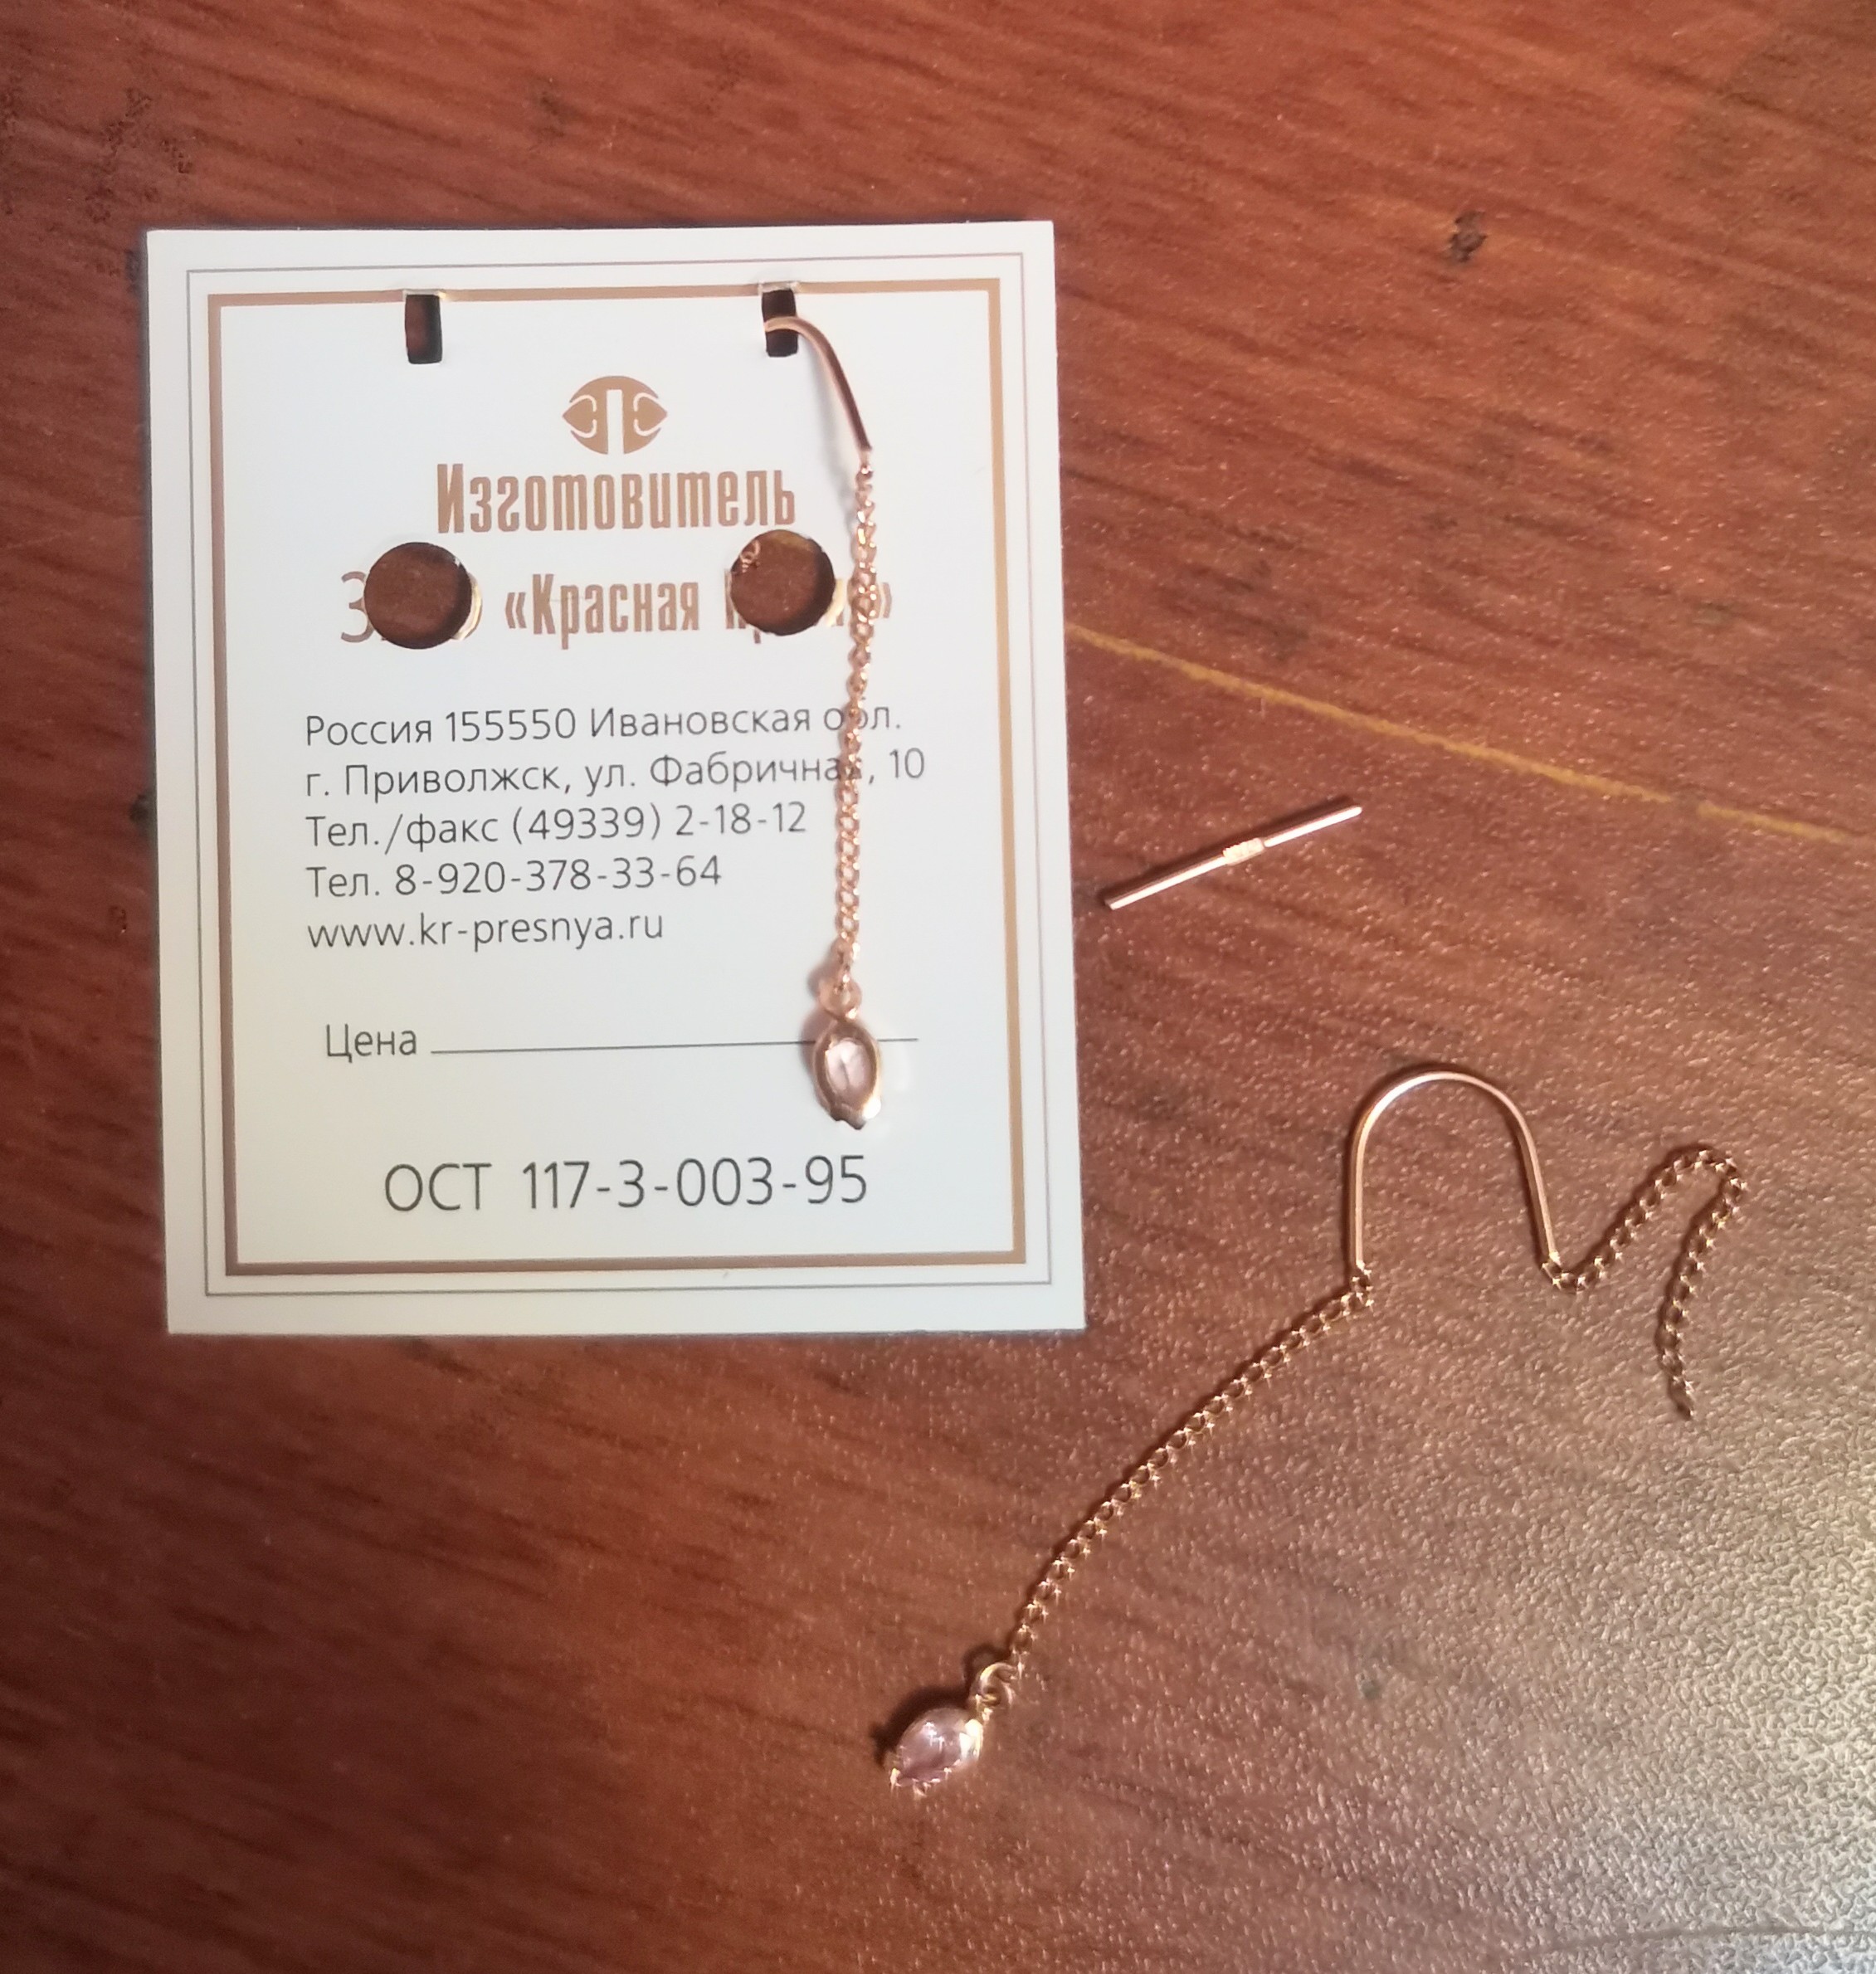 Изготовитель
«Красная
Россия 155550 Ивановская обл.
г. Приволжск, ул. Фабричная, 10
Тел./факс (49339) 2-18-12
Тел. 8-920-378-33-64
www.kr-presnya.ru
Цена
ОСТ 117-3-003-95